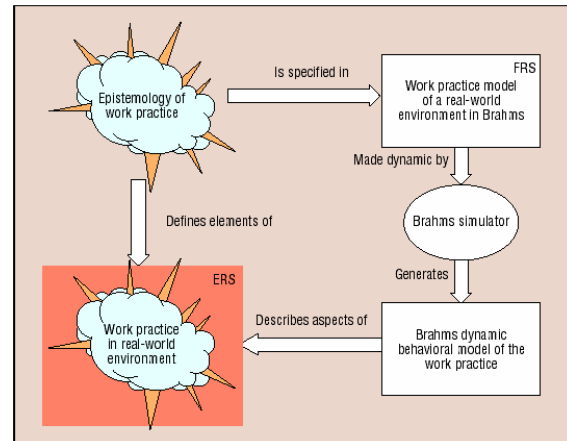 FRS
Epistemology of
work practice
Is specified in
Work practice model
of a real-world
environment in Brahms
Made dynamic by
Brahms simulator
Defines elements of
Generates
ERS
Work practice
in real-world
environment
Describes aspects of
Brahms dynamic
behavioral model of the
work practice